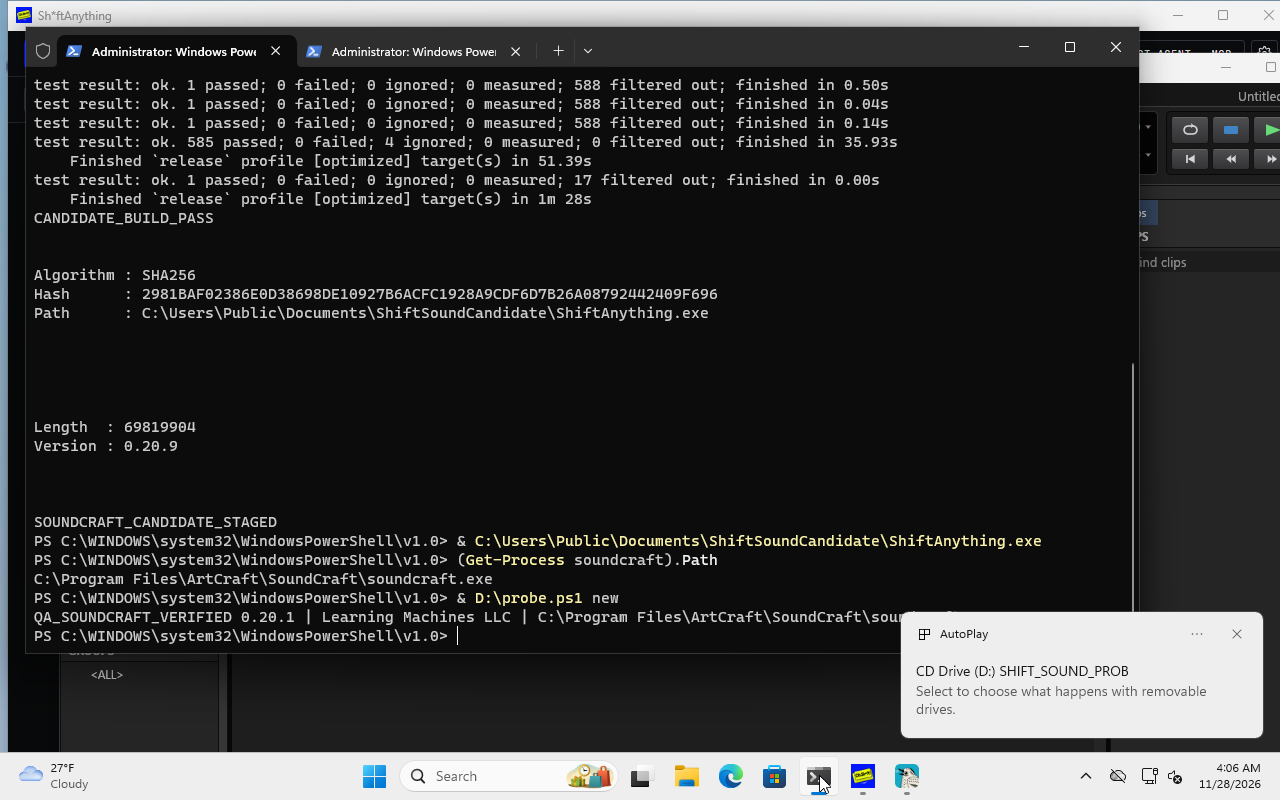 Sh*ftAnything
Administrator: Windows Powe
Administrator: Windows Power
test result: ok. 1 passed; 0 failed; 0 ignored; 0 measured; 588 filtered out; finished in 0.50s
test result: ok. 1 passed; 0 failed; 0 ignored; 0 measured; 588 filtered out; finished in 0.04s
test result: ok. 1 passed; 0 failed; 0 ignored; 0 measured; 588 filtered out; finished in 0.14s
test result: ok. 585 passed; 0 failed; 4 ignored; 0 measured; 0 filtered out; finished in 35.93s
Finished `release` profile [optimized] target(s) in 51.39s
test result: ok. 1 passed; 0 failed; 0 ignored; 0 measured; 17 filtered out; finished in 0.00s
Finished `release` profile [optimized] target(s) in 1m 28s
CANDIDATE_BUILD_PASS
Algorithm : SHA256
Hash : 2981BAF02386E0D38698DE10927B6ACFC1928A9CDF6D7B26A08792442409F696
Path : C:\Users\Public\Documents\ShiftSoundCandidate\ShiftAnything.exe
Length : 69819904
Version : 0.20.9
SOUNDCRAFT_CANDIDATE_STAGED
PS C:\WINDOWS\system32\WindowsPowerShell\v1.0> & C:\Users\Public\Documents\ShiftSoundCandidate\ShiftAnything.exe
PS C:\WINDOWS\system32\WindowsPowerShell\v1.0> (Get-Process soundcraft).Path
C:\Program Files\ArtCraft\SoundCraft\soundcraft.exe
PS C:\WINDOWS\system32\WindowsPowerShell\v1.0> & D:\probe.ps1 new
QA_SOUNDCRAFT_VERIFIED 0.20.1 | Learning Machines LLC | C:\Program Files\ArtCraft\SoundCraft\sou
PS C:\WINDOWS\system32\WindowsPowerShell\v1.0>
Untitle
ind clips
<ALL>
AutoPlay
CD Drive (D:) SHIFT_SOUND_PROB
Select to choose what happens with removable
drives.
27°F
Cloudy
Search
4:06 AM
11/28/2026